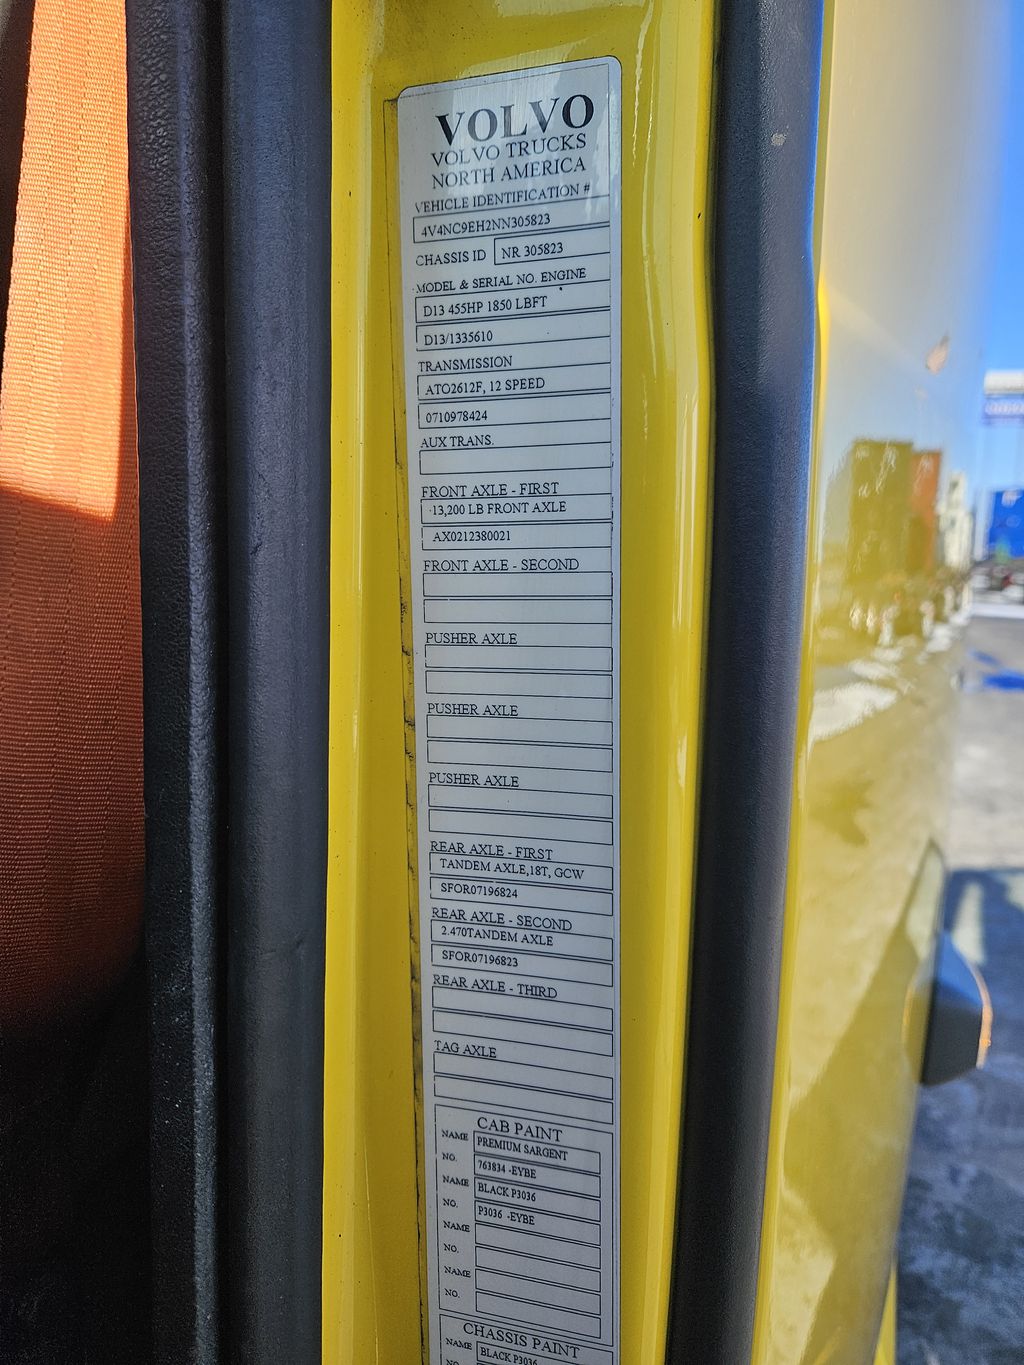 VOLVO
VOLVO TRUCKS
NORTH AMERICA
VEHICLE IDENTIFICATION #
4V4NC9EH2NN305823
CHASSIS ID NR 305823
MODEL & SERIAL NO. ENGINE
D13 455HP 1850 LBFT
D13/1335610
TRANSMISSION
ATO2612F, 12 SPEED
0710978424
AUX TRANS.
FRONT AXLE - FIRST
13,200 LB FRONT AXLE
AX0212380021
FRONT AXLE - SECOND
PUSHER AXLE
PUSHER AXLE
PUSHER AXLE
REAR AXLE - FIRST
TANDEM AXLE,18T, GCW
SFOR07196824
REAR AXLE - SECOND
2.470TANDEM AXLE
SFOR07196823
REAR AXLE - THIRD
TAG AXLE
CAB PAINT
NAME PREMIUM SARGENT
NO. 763834 -EYBE
NAME BLACK P3036
NO. P3036 -EYBE
NAME
NO.
NAME
NO.
CHASSIS PAINT
NAME BLACK P3036
NO.